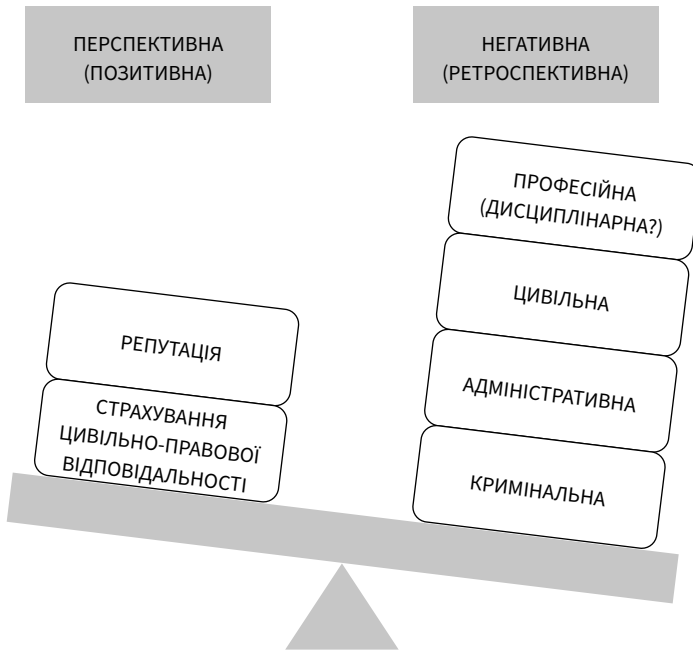 ПЕРСПЕКТИВНА
(ПОЗИТИВНА)
НЕГАТИВНА
(РЕТРОСПЕКТИВНА)
РЕПУТАЦІЯ
СТРАХУВАННЯ
ЦИВІЛЬНО-ПРАВОВОЇ
ВІДПОВІДАЛЬНОСТІ
ПРОФЕСІЙНА
(ДИСЦИПЛІНАРНА?)
ЦИВІЛЬНА
АДМІНІСТРАТИВНА
КРИМІНАЛЬНА